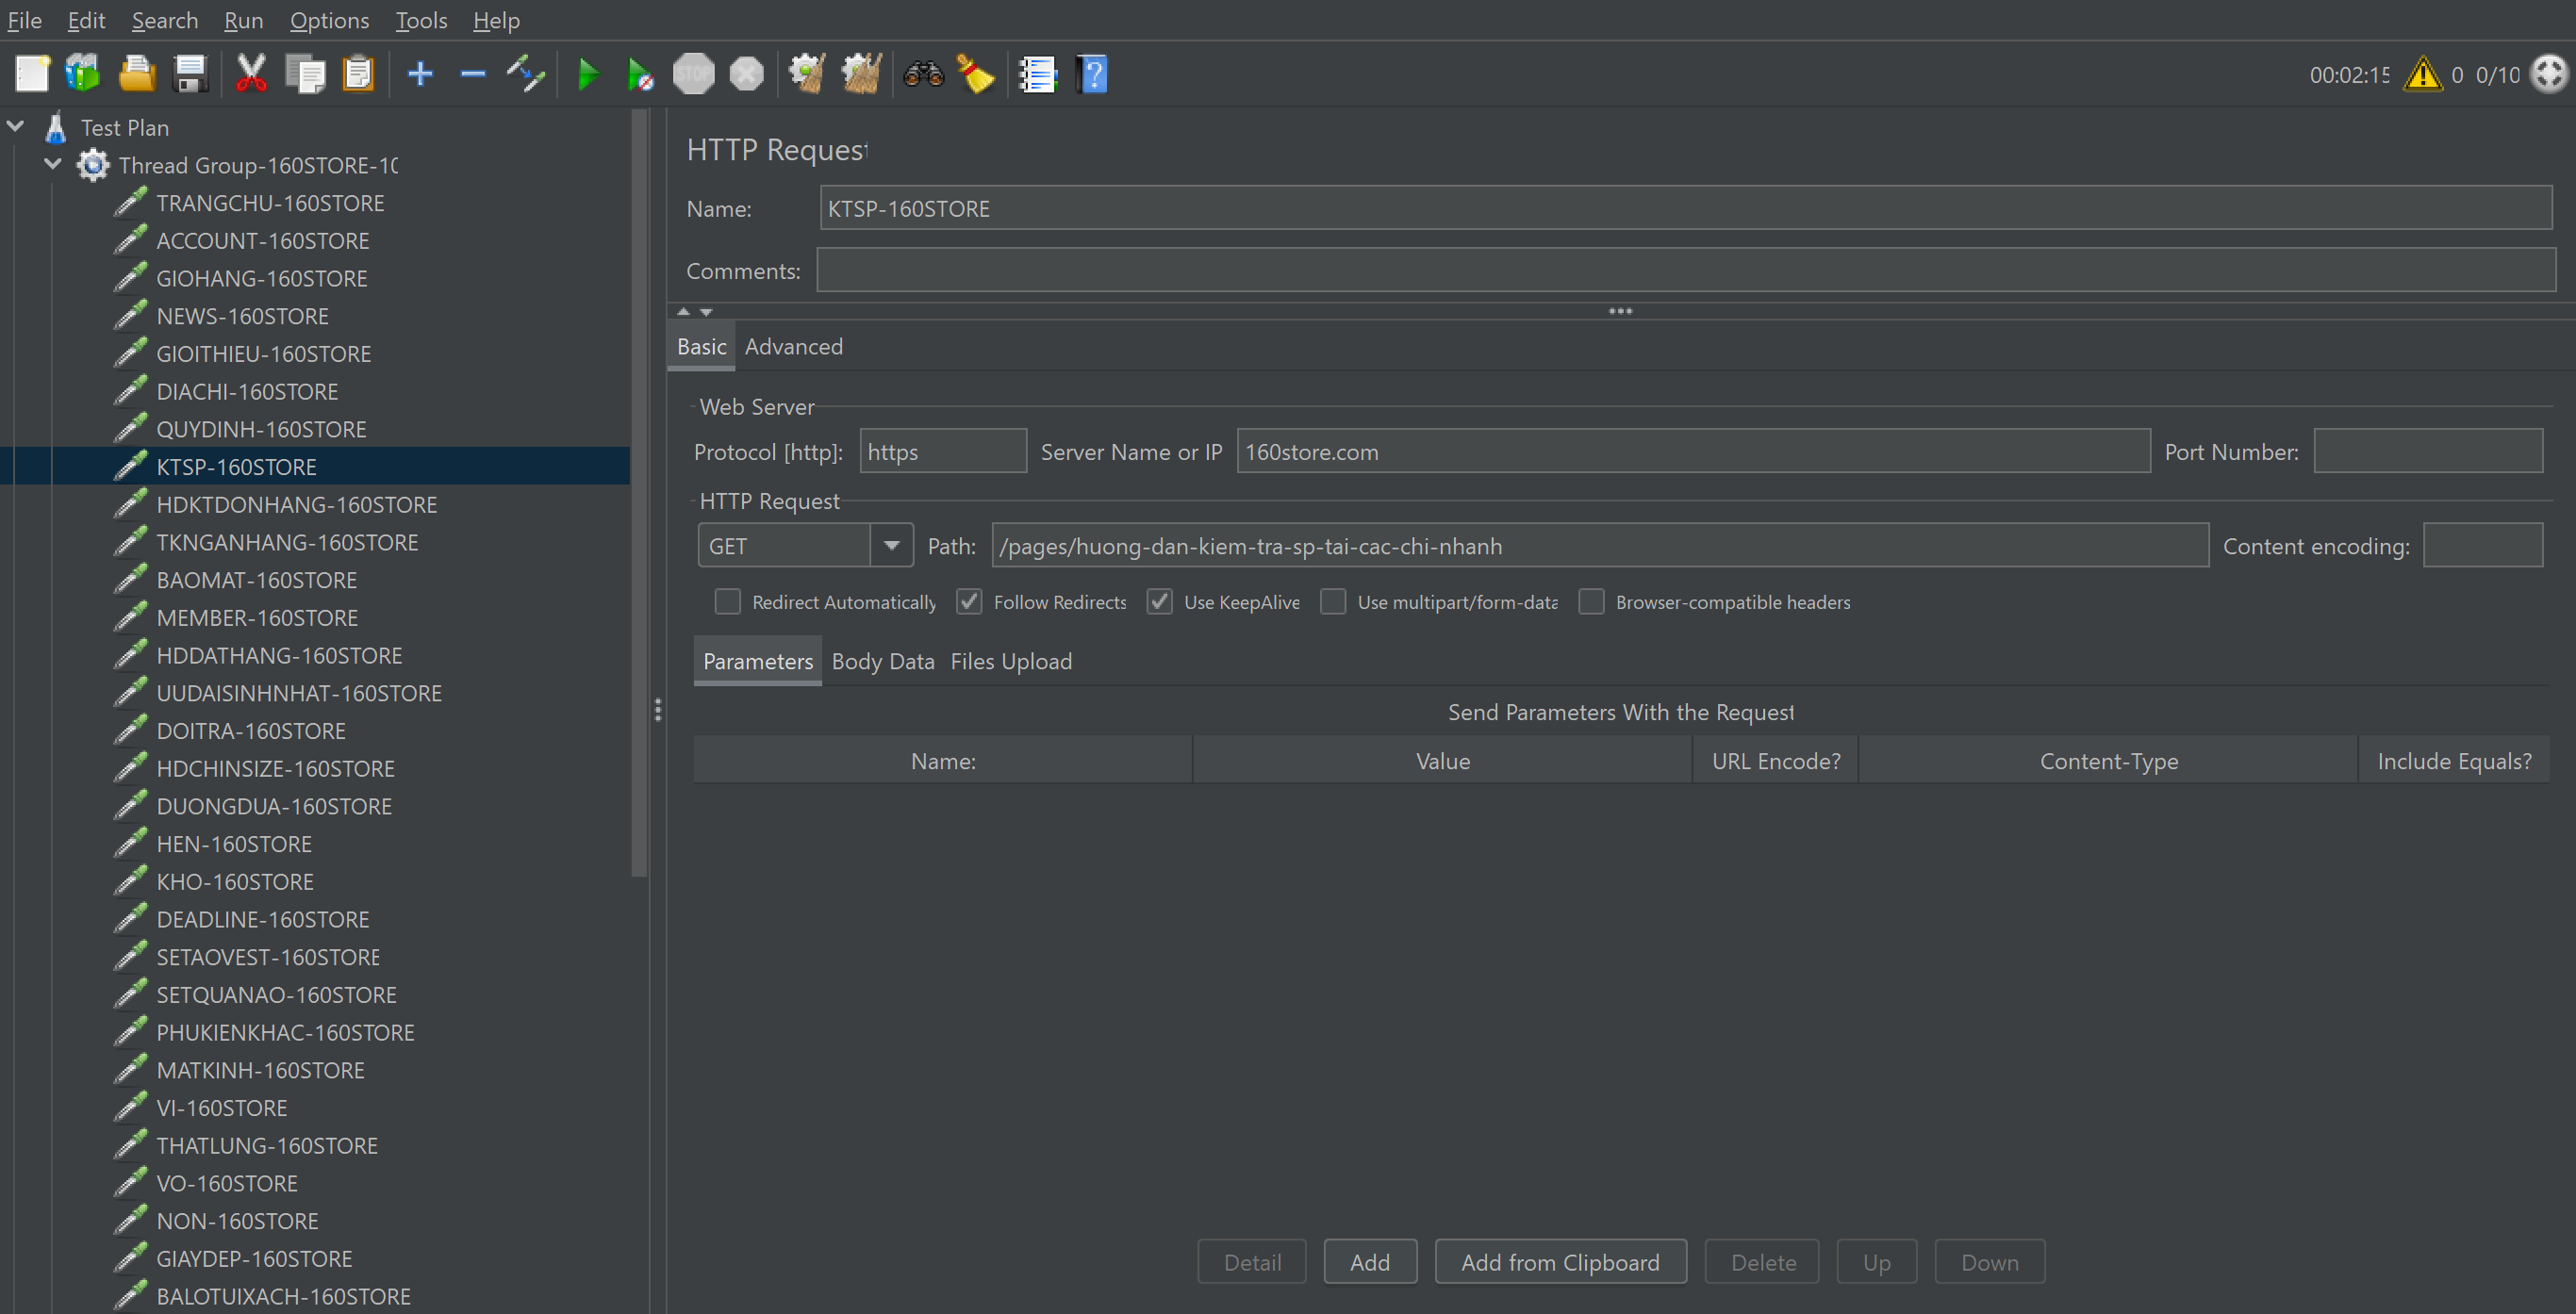 File Edit Search Run Options Tools Help
00:02:15 0 0/10
Test Plan
Thread Group-160STORE-10
TRANGCHU-160STORE
ACCOUNT-160STORE
GIOHANG-160STORE
NEWS-160STORE
GIOITHIEU-160STORE
DIACHI-160STORE
QUYDINH-160STORE
KTSP-160STORE
HDKTDONHANG-160STORE
TKNGANHANG-160STORE
BAOMAT-160STORE
MEMBER-160STORE
HDDATHANG-160STORE
UUDAISINHNHAT-160STORE
DOITRA-160STORE
HDCHINSIZE-160STORE
DUONGDUA-160STORE
HEN-160STORE
KHO-160STORE
DEADLINE-160STORE
SETAOVEST-160STORE
SETQUANAO-160STORE
PHUKIENKHAC-160STORE
MATKINH-160STORE
VI-160STORE
THATLUNG-160STORE
VO-160STORE
NON-160STORE
GIAYDEP-160STORE
BALOTUIXACH-160STORE
HTTP Request
Name: KTSP-160STORE
Comments:
Basic Advanced
Web Server
Protocol [http]: https Server Name or IP 160store.com Port Number:
HTTP Request
GET Path: /pages/huong-dan-kiem-tra-sp-tai-cac-chi-nhanh Content encoding:
Redirect Automatically Follow Redirects Use KeepAlive Use multipart/form-data Browser-compatible headers
Parameters Body Data Files Upload
Send Parameters With the Request
Name: Value URL Encode? Content-Type Include Equals?
Detail Add Add from Clipboard Delete Up Down